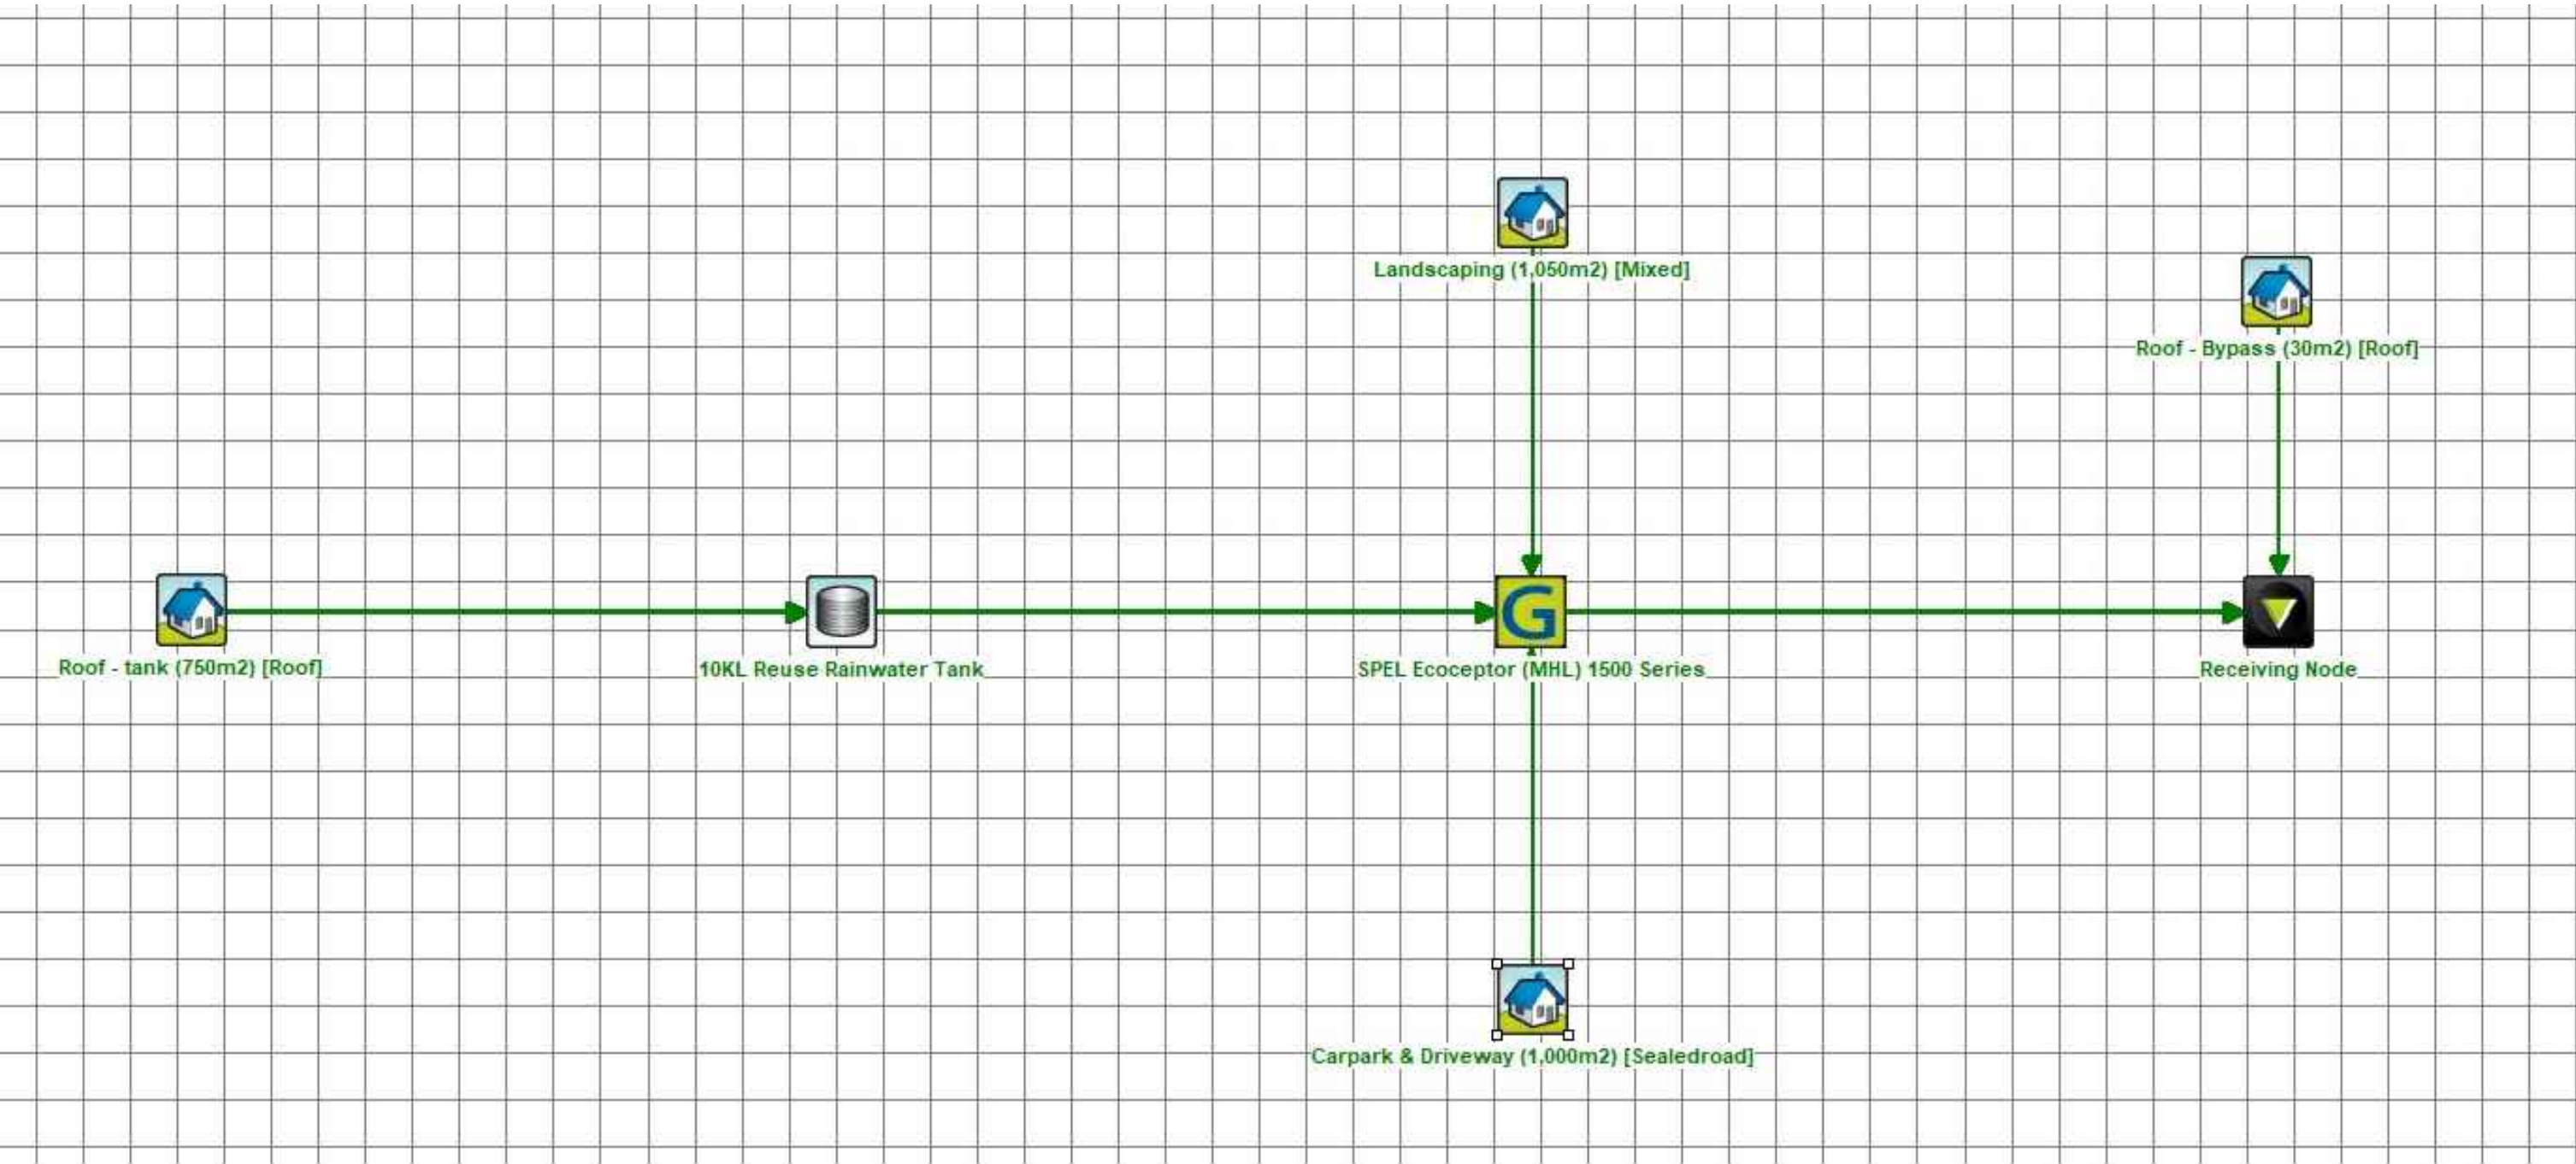 Landscaping (1,050m2) [Mixed]
Roof - Bypass (30m2) [Roof]
Roof - tank (750m2) [Roof]
10KL Reuse Rainwater Tank
G
SPEL Ecoceptor (MHL) 1500 Series
Receiving Node
Carpark & Driveway (1,000m2) [Sealedroad]